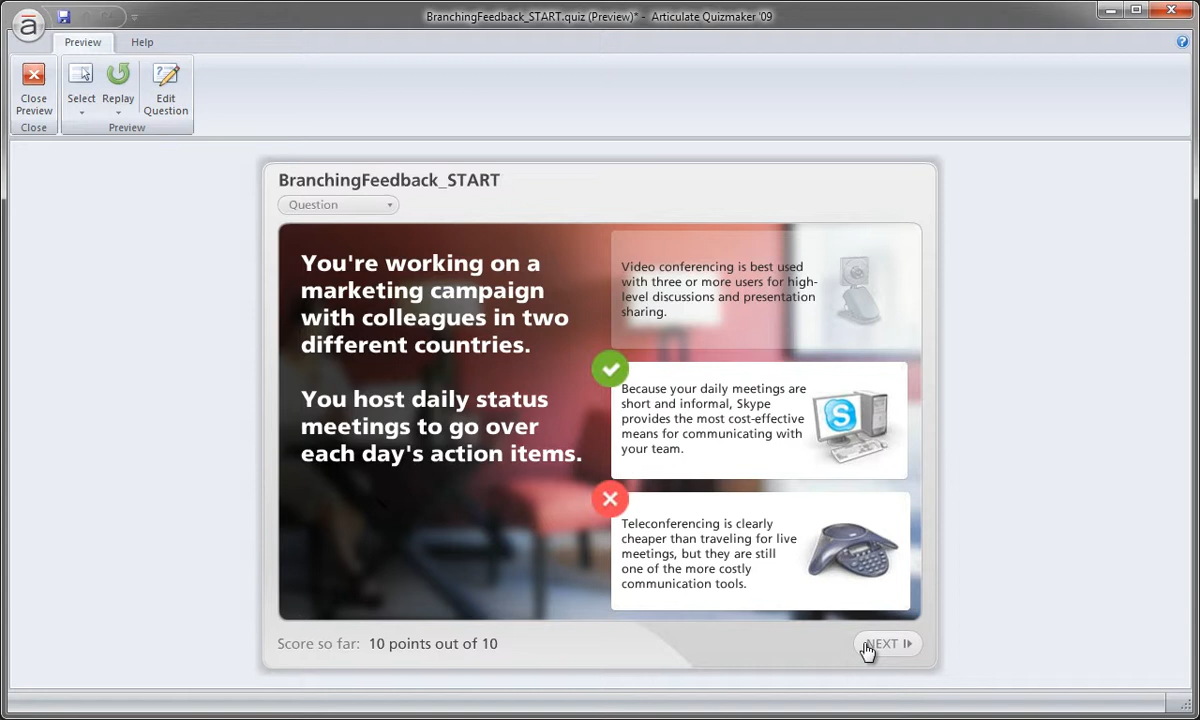 BranchingFeedback_START.quiz (Preview)* - Articulate Quizmaker '09
Preview
Help
Close
Preview
Select
Replay
Edit
Question
Close
Preview
BranchingFeedback_START
Question
You're working on a
marketing campaign
with colleagues in two
different countries.
You host daily status
meetings to go over
each day's action items.
Video conferencing is best used
with three or more users for high-
level discussions and presentation
sharing.
Because your daily meetings are
short and informal, Skype
provides the most cost-effective
means for communicating with
your team.
Teleconferencing is clearly
cheaper than traveling for live
meetings, but they are still
one of the more costly
communication tools.
Score so far: 10 points out of 10
NEXT